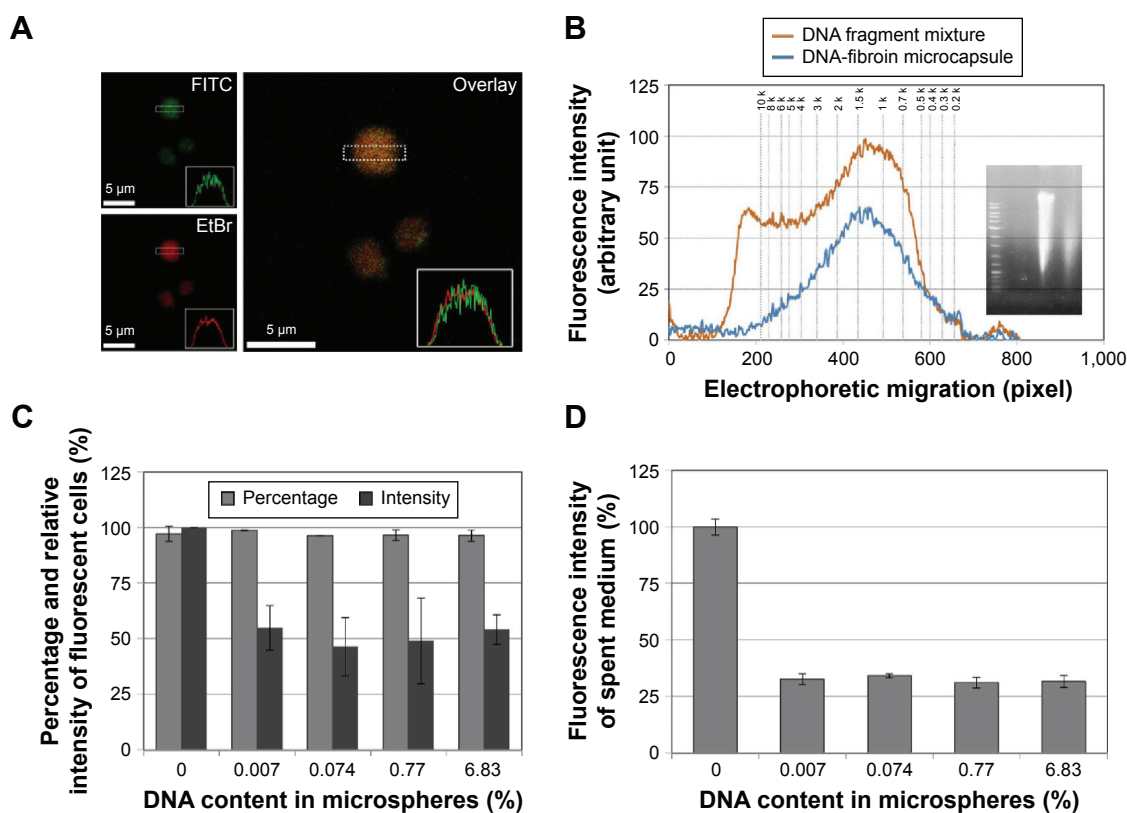 A
FITC
5 µm
EtBr
5 µm
Overlay
5 µm
B
DNA fragment mixture
DNA-fibroin microcapsule
Fluorescence intensity
(arbitrary unit)
125
100
75
50
25
0
10 k
8 k
6 k
5 k
4 k
3 k
2 k
1.5 k
1 k
0.7 k
0.5 k
0.4 k
0.3 k
0.2 k
0 200 400 600 800 1,000
Electrophoretic migration (pixel)
C
Percentage and relative
intensity of fluorescent cells (%)
125
100
75
50
25
0
Percentage Intensity
0 0.007 0.074 0.77 6.83
DNA content in microspheres (%)
D
Fluorescence intensity
of spent medium (%)
125
100
75
50
25
0
0 0.007 0.074 0.77 6.83
DNA content in microspheres (%)